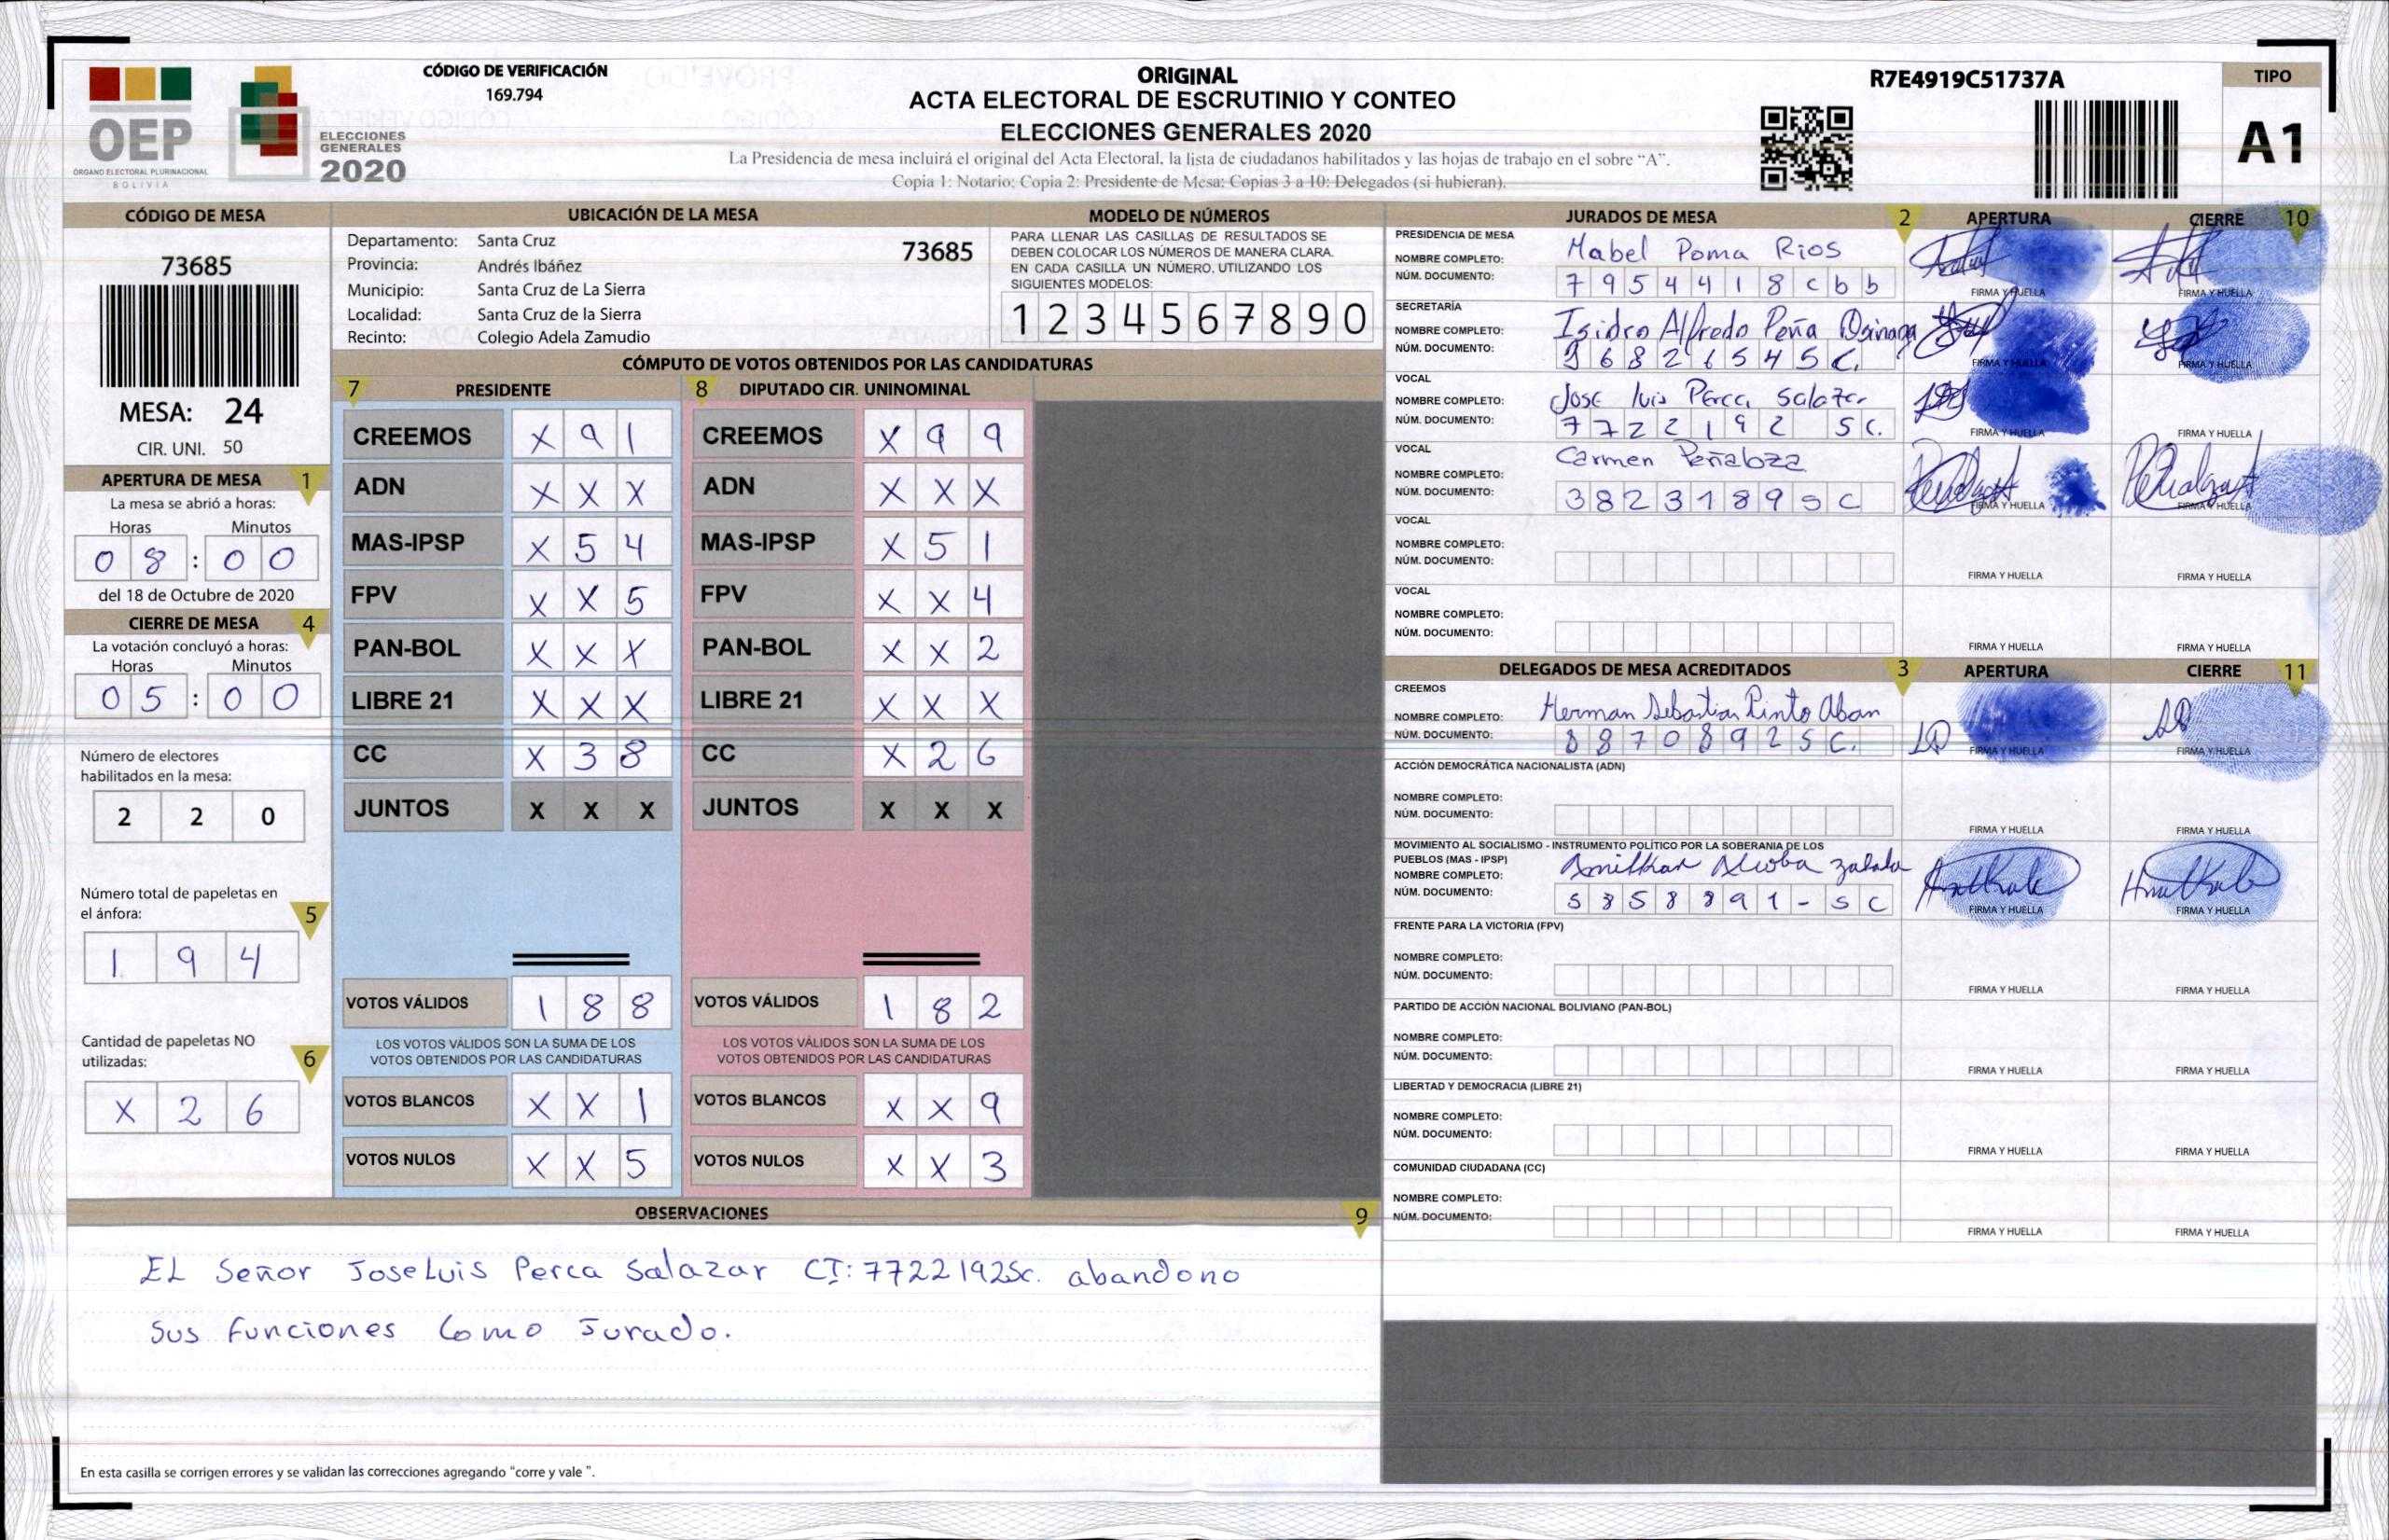 CÓDIGO DE VERIFICACIÓN
169.794
ORIGINAL
ACTA ELECTORAL DE ESCRUTINIO Y CONTEO
ELECCIONES GENERALES 2020
La Presidencia de mesa incluirá el original del Acta Electoral, la lista de ciudadanos habilitados y las hojas de trabajo en el sobre “A”.
Copia 1: Notario; Copia 2: Presidente de Mesa; Copias 3 a 10: Delegados (si hubieran).
R7E4919C51737A
TIPO
A1
OEP
ÓRGANO ELECTORAL PLURINACIONAL
BOLIVIA
ELECCIONES
GENERALES
2020
CÓDIGO DE MESA
73685
MESA: 24
CIR. UNI. 50
APERTURA DE MESA 1
La mesa se abrió a horas:
Horas Minutos
08 : 00
del 18 de Octubre de 2020
CIERRE DE MESA 4
La votación concluyó a horas:
Horas Minutos
05 : 00
Número de electores
habilitados en la mesa:
2 2 0
Número total de papeletas en
el ánfora: 5
1 9 4
Cantidad de papeletas NO
utilizadas: 6
X 2 6
UBICACIÓN DE LA MESA
Departamento: Santa Cruz 73685
Provincia: Andrés Ibáñez
Municipio: Santa Cruz de La Sierra
Localidad: Santa Cruz de la Sierra
Recinto: Colegio Adela Zamudio
MODELO DE NÚMEROS
PARA LLENAR LAS CASILLAS DE RESULTADOS SE
DEBEN COLOCAR LOS NÚMEROS DE MANERA CLARA.
EN CADA CASILLA UN NÚMERO, UTILIZANDO LOS
SIGUIENTES MODELOS:
1 2 3 4 5 6 7 8 9 0
CÓMPUTO DE VOTOS OBTENIDOS POR LAS CANDIDATURAS
7 PRESIDENTE
CREEMOS X 9 1
ADN X X X
MAS-IPSP X 5 4
FPV X X 5
PAN-BOL X X X
LIBRE 21 X X X
CC X 3 8
JUNTOS X X X
VOTOS VÁLIDOS 1 8 8
LOS VOTOS VÁLIDOS SON LA SUMA DE LOS
VOTOS OBTENIDOS POR LAS CANDIDATURAS
VOTOS BLANCOS X X 1
VOTOS NULOS X X 5
8 DIPUTADO CIR. UNINOMINAL
CREEMOS X 9 9
ADN X X X
MAS-IPSP X 5 1
FPV X X 4
PAN-BOL X X 2
LIBRE 21 X X X
CC X 2 6
JUNTOS X X X
VOTOS VÁLIDOS 1 8 2
LOS VOTOS VÁLIDOS SON LA SUMA DE LOS
VOTOS OBTENIDOS POR LAS CANDIDATURAS
VOTOS BLANCOS X X 9
VOTOS NULOS X X 3
OBSERVACIONES 9
EL Señor Jose Luis Perca Salazar CI: 7722192Sc. abandono
Sus Funciones Como Jurado.
En esta casilla se corrigen errores y se validan las correcciones agregando “corre y vale ”.
JURADOS DE MESA 2 APERTURA CIERRE 10
PRESIDENCIA DE MESA
NOMBRE COMPLETO: Mabel Poma Rios
NÚM. DOCUMENTO: 7954418cbb
FIRMA Y HUELLA FIRMA Y HUELLA
SECRETARÍA
NOMBRE COMPLETO: Isidro Alfredo Peña Osinaga
NÚM. DOCUMENTO: 96826545C.
FIRMA Y HUELLA FIRMA Y HUELLA
VOCAL
NOMBRE COMPLETO: Jose luis Perca Salazar
NÚM. DOCUMENTO: 7722192 SC.
FIRMA Y HUELLA FIRMA Y HUELLA
VOCAL
NOMBRE COMPLETO: Carmen Peñaloza
NÚM. DOCUMENTO: 3823189SC
FIRMA Y HUELLA FIRMA Y HUELLA
VOCAL
NOMBRE COMPLETO:
NÚM. DOCUMENTO:
FIRMA Y HUELLA FIRMA Y HUELLA
VOCAL
NOMBRE COMPLETO:
NÚM. DOCUMENTO:
FIRMA Y HUELLA FIRMA Y HUELLA
DELEGADOS DE MESA ACREDITADOS 3 APERTURA CIERRE 11
CREEMOS
NOMBRE COMPLETO: Herman Sebastian Pinto Aban
NÚM. DOCUMENTO: 8870892SC.
FIRMA Y HUELLA FIRMA Y HUELLA
ACCIÓN DEMOCRÁTICA NACIONALISTA (ADN)
NOMBRE COMPLETO:
NÚM. DOCUMENTO:
FIRMA Y HUELLA FIRMA Y HUELLA
MOVIMIENTO AL SOCIALISMO - INSTRUMENTO POLÍTICO POR LA SOBERANIA DE LOS
PUEBLOS (MAS - IPSP)
NOMBRE COMPLETO:
NÚM. DOCUMENTO: 5858891-SC
FIRMA Y HUELLA FIRMA Y HUELLA
FRENTE PARA LA VICTORIA (FPV)
NOMBRE COMPLETO:
NÚM. DOCUMENTO:
FIRMA Y HUELLA FIRMA Y HUELLA
PARTIDO DE ACCIÓN NACIONAL BOLIVIANO (PAN-BOL)
NOMBRE COMPLETO:
NÚM. DOCUMENTO:
FIRMA Y HUELLA FIRMA Y HUELLA
LIBERTAD Y DEMOCRACIA (LIBRE 21)
NOMBRE COMPLETO:
NÚM. DOCUMENTO:
FIRMA Y HUELLA FIRMA Y HUELLA
COMUNIDAD CIUDADANA (CC)
NOMBRE COMPLETO:
NÚM. DOCUMENTO:
FIRMA Y HUELLA FIRMA Y HUELLA